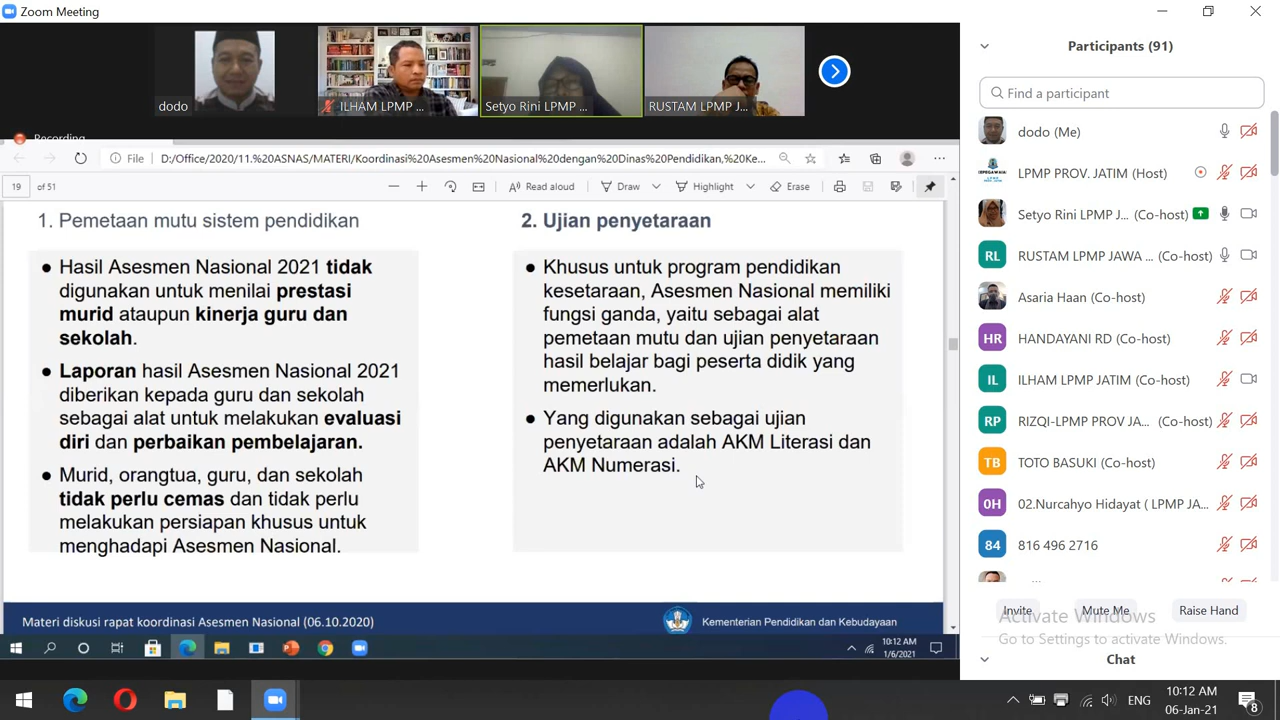 Zoom Meeting
dodo
ILHAM LPMP ...
Setyo Rini LPMP ...
RUSTAM LPMP J...
Recording
File
D:/Office/2020/11.%20ASNAS/MATERI/Koordinasi%20Asesmen%20Nasional%20dengan%20Dinas%20Pendidikan,%20Ke...
19 of 51
Read aloud
Draw
Highlight
Erase
1. Pemetaan mutu sistem pendidikan
● Hasil Asesmen Nasional 2021 tidak
digunakan untuk menilai prestasi
murid ataupun kinerja guru dan
sekolah.
● Laporan hasil Asesmen Nasional 2021
diberikan kepada guru dan sekolah
sebagai alat untuk melakukan evaluasi
diri dan perbaikan pembelajaran.
● Murid, orangtua, guru, dan sekolah
tidak perlu cemas dan tidak perlu
melakukan persiapan khusus untuk
menghadapi Asesmen Nasional.
2. Ujian penyetaraan
● Khusus untuk program pendidikan
kesetaraan, Asesmen Nasional memiliki
fungsi ganda, yaitu sebagai alat
pemetaan mutu dan ujian penyetaraan
hasil belajar bagi peserta didik yang
memerlukan.
● Yang digunakan sebagai ujian
penyetaraan adalah AKM Literasi dan
AKM Numerasi.
Materi diskusi rapat koordinasi Asesmen Nasional (06.10.2020)
Kementerian Pendidikan dan Kebudayaan
10:12 AM
1/6/2021
Participants (91)
Find a participant
dodo (Me)
LPMP PROV. JATIM (Host)
Setyo Rini LPMP J... (Co-host)
RL RUSTAM LPMP JAWA ... (Co-host)
Asaria Haan (Co-host)
HR HANDAYANI RD (Co-host)
IL ILHAM LPMP JATIM (Co-host)
RP RIZQI-LPMP PROV JA... (Co-host)
TB TOTO BASUKI (Co-host)
0H 02.Nurcahyo Hidayat ( LPMP JA...
84 816 496 2716
Invite
Mute Me
Raise Hand
Activate Windows
Go to Settings to activate Windows.
Chat
ENG
10:12 AM
06-Jan-21
8